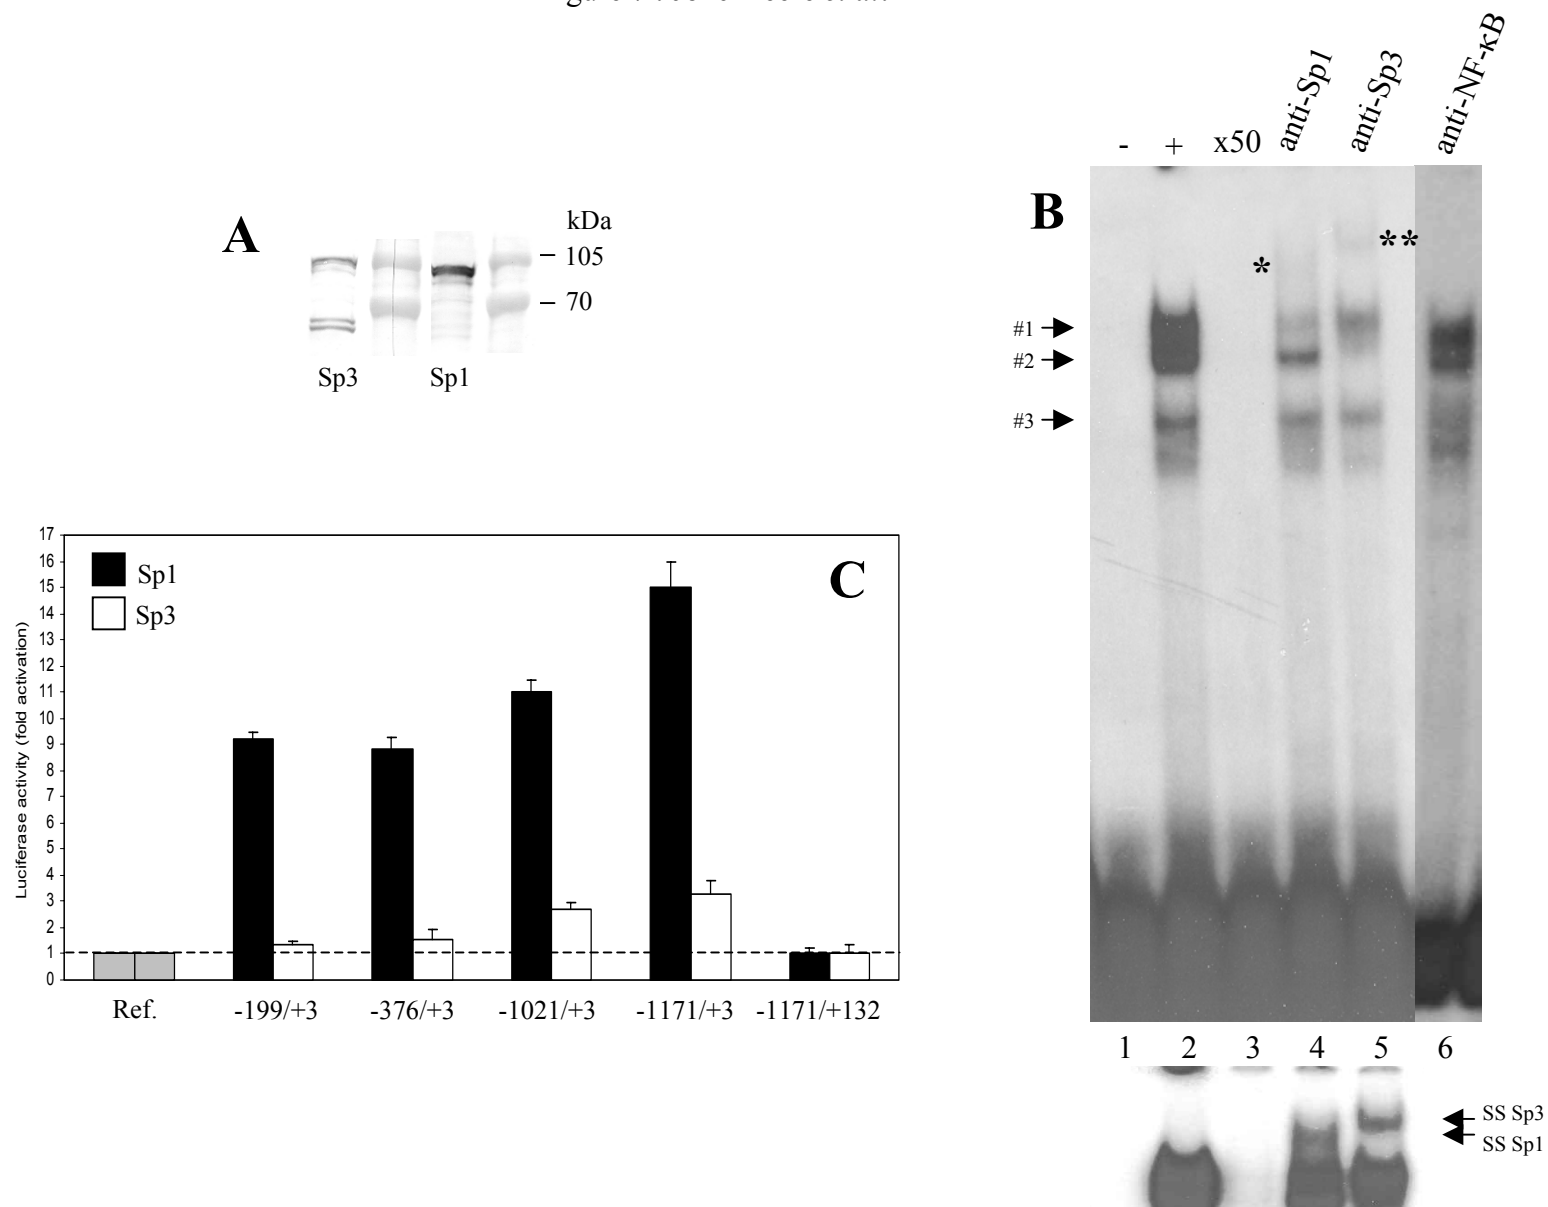 A
kDa
105
70
Sp3 Sp1
B
- + x50 anti-Sp1 anti-Sp3 anti-NF-κB
*
**
#1
#2
#3
1 2 3 4 5 6
SS Sp3
SS Sp1
C
Sp1
Sp3
Luciferase activity (fold activation)
17
16
15
14
13
12
11
10
9
8
7
6
5
4
3
2
1
0
Ref. -199/+3 -376/+3 -1021/+3 -1171/+3 -1171/+132